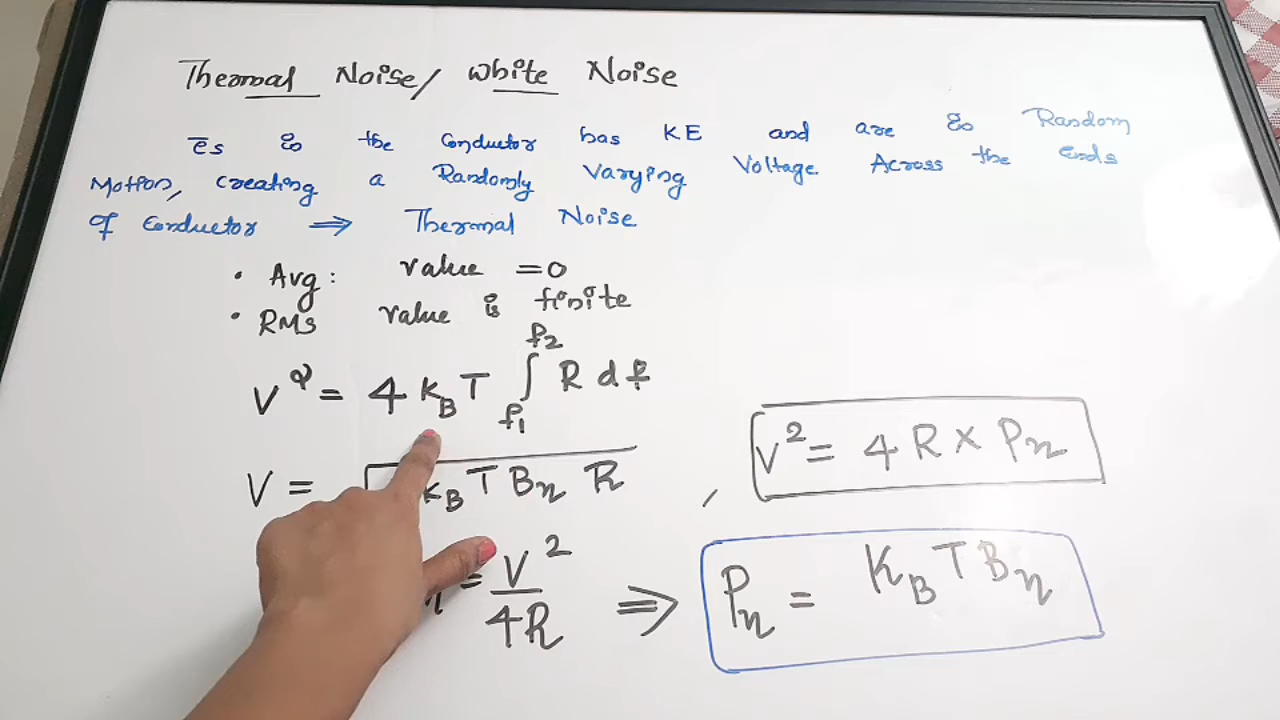 Thermal Noise/ White Noise
ēs in the Conductor has KE and are in Random
Motion, creating a Randomly Varying Voltage Across the Ends
of Conductor ⇒ Thermal Noise
• Avg: value = 0
• RMS value is finite
V² = 4 K_B T ∫_{f1}^{f2} R df
V = K_B T B_n R
, V² = 4 R × P_n
= V²/4R ⇒ P_n = K_B T B_n